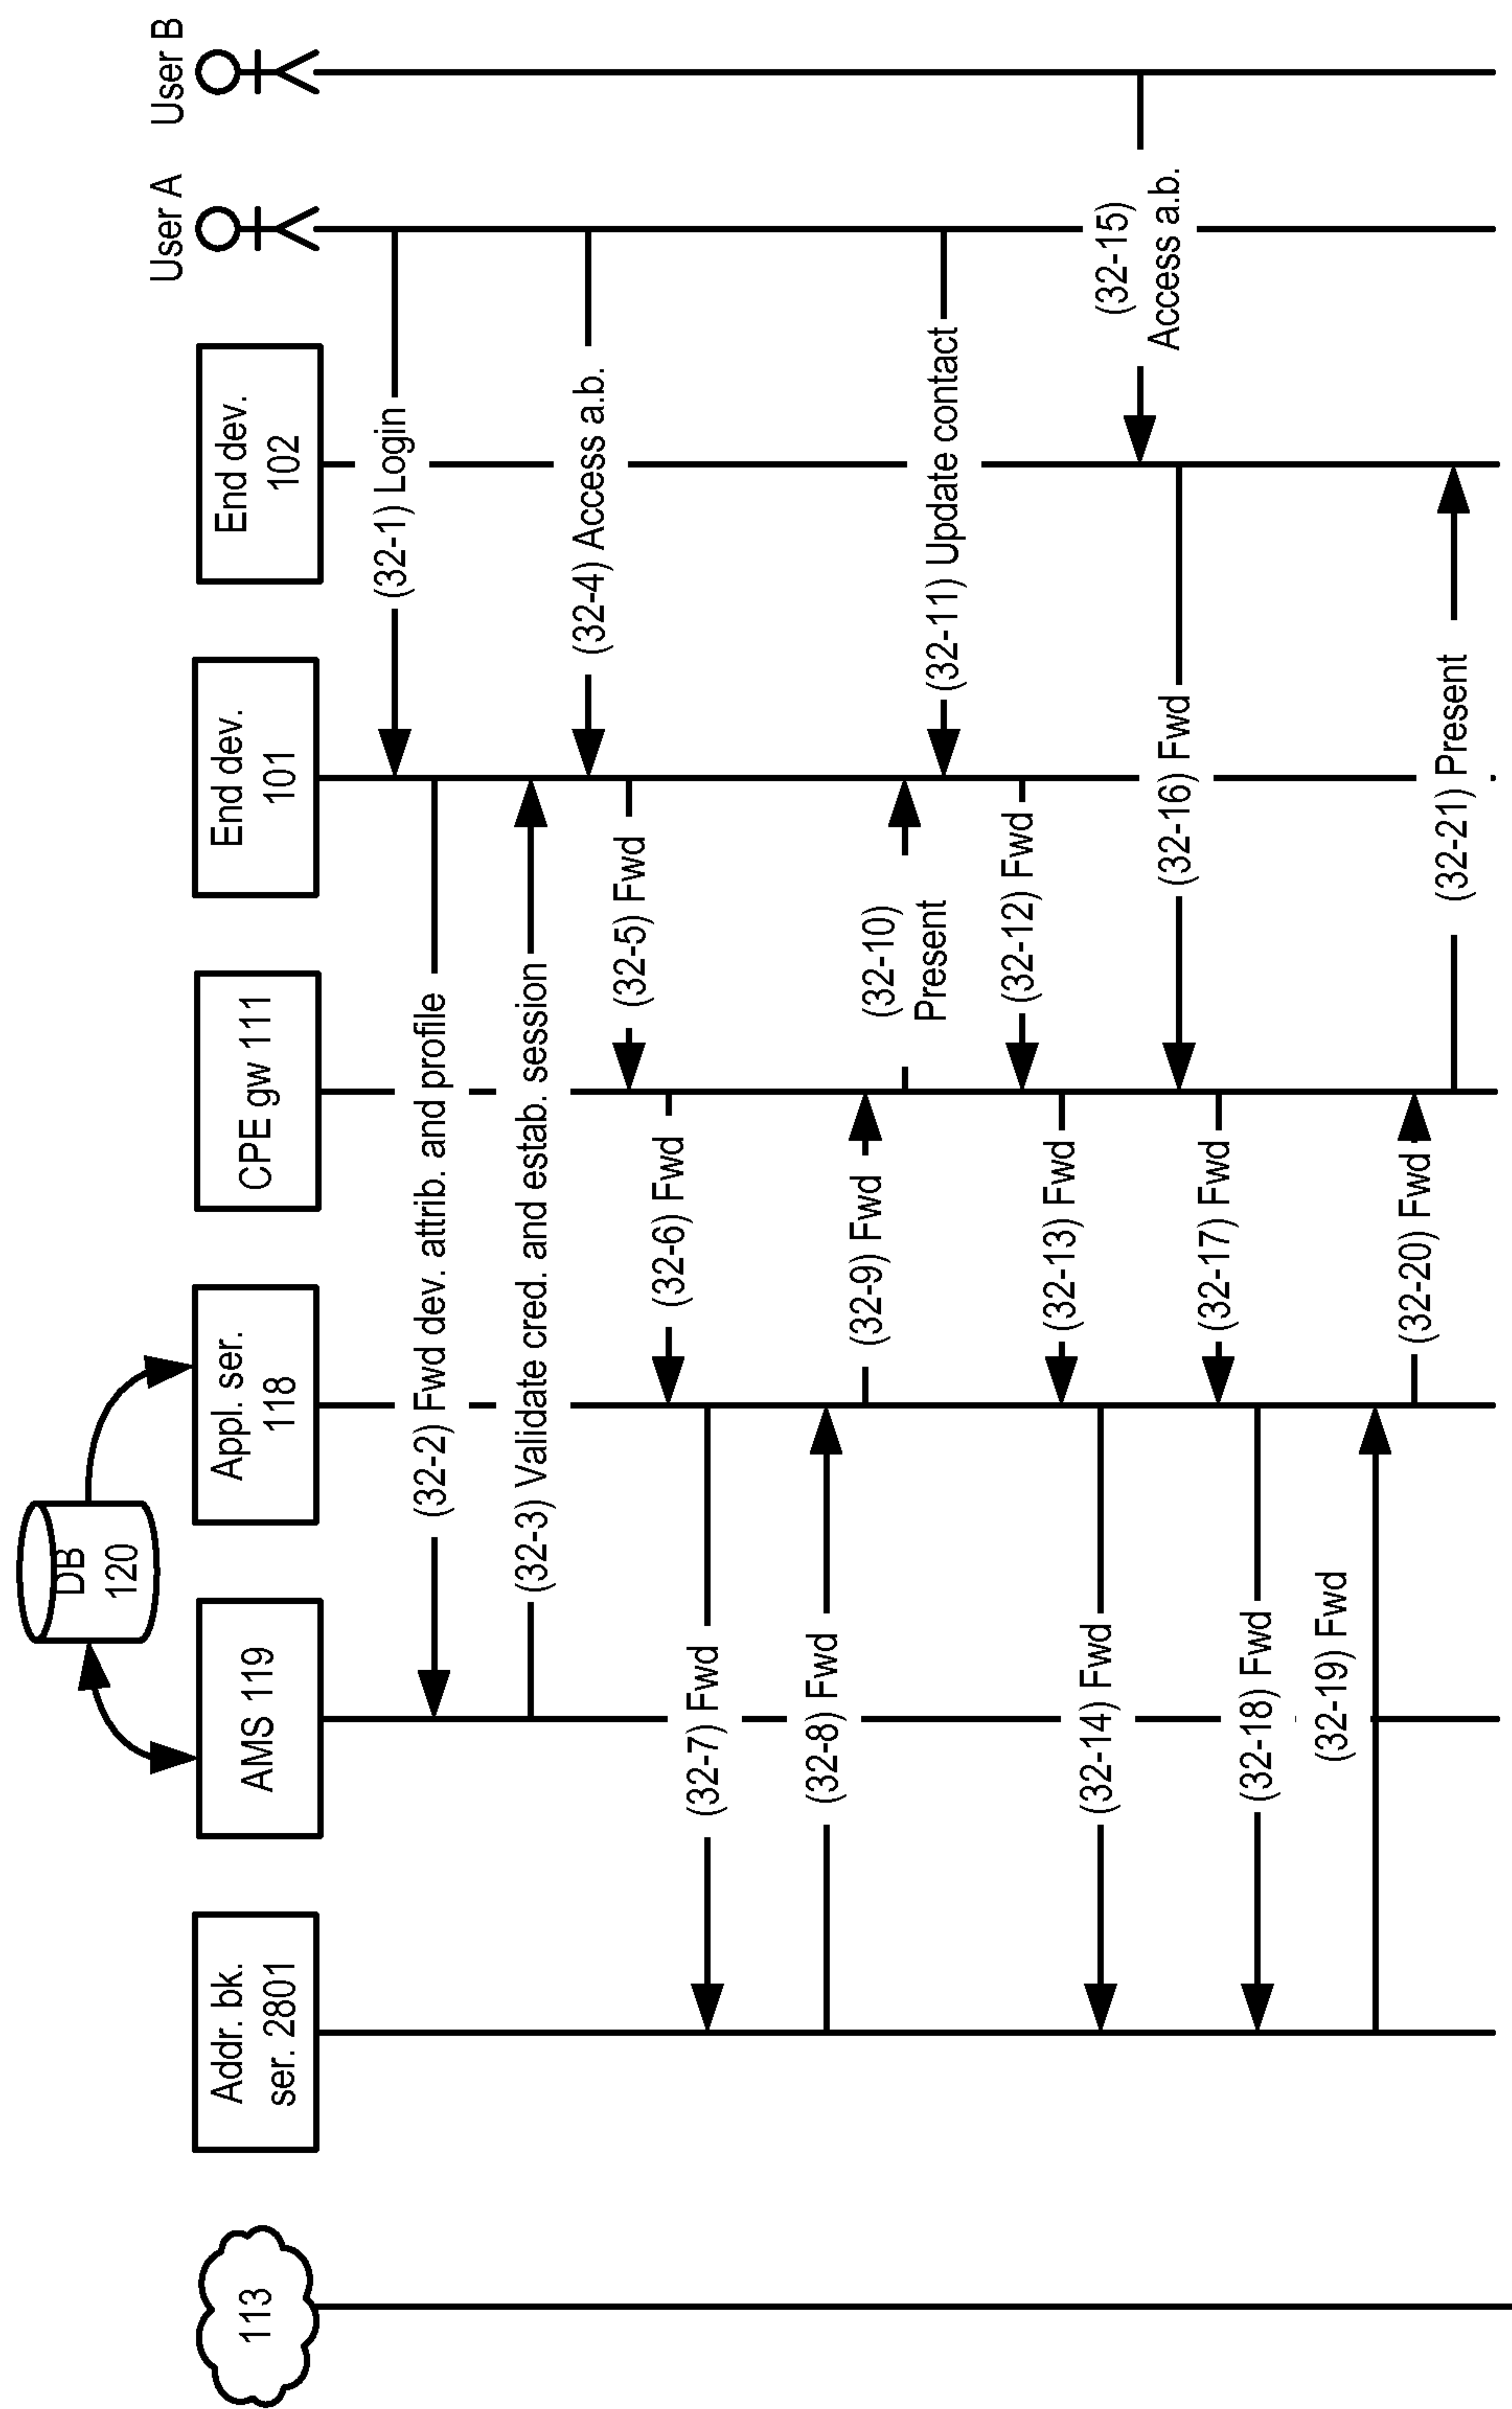 113
Addr. bk.
ser. 2801
AMS 119
DB
120
Appl. ser.
118
CPE gw 111
End dev.
101
End dev.
102
User A
User B
(32-1) Login
(32-2) Fwd dev. attrib. and profile
(32-3) Validate cred. and estab. session
(32-4) Access a.b.
(32-5) Fwd
(32-6) Fwd
(32-7) Fwd
(32-8) Fwd
(32-9) Fwd
(32-10)
Present
(32-11) Update contact
(32-12) Fwd
(32-13) Fwd
(32-14) Fwd
(32-15)
Access a.b.
(32-16) Fwd
(32-17) Fwd
(32-18) Fwd
(32-19) Fwd
(32-20) Fwd
(32-21) Present